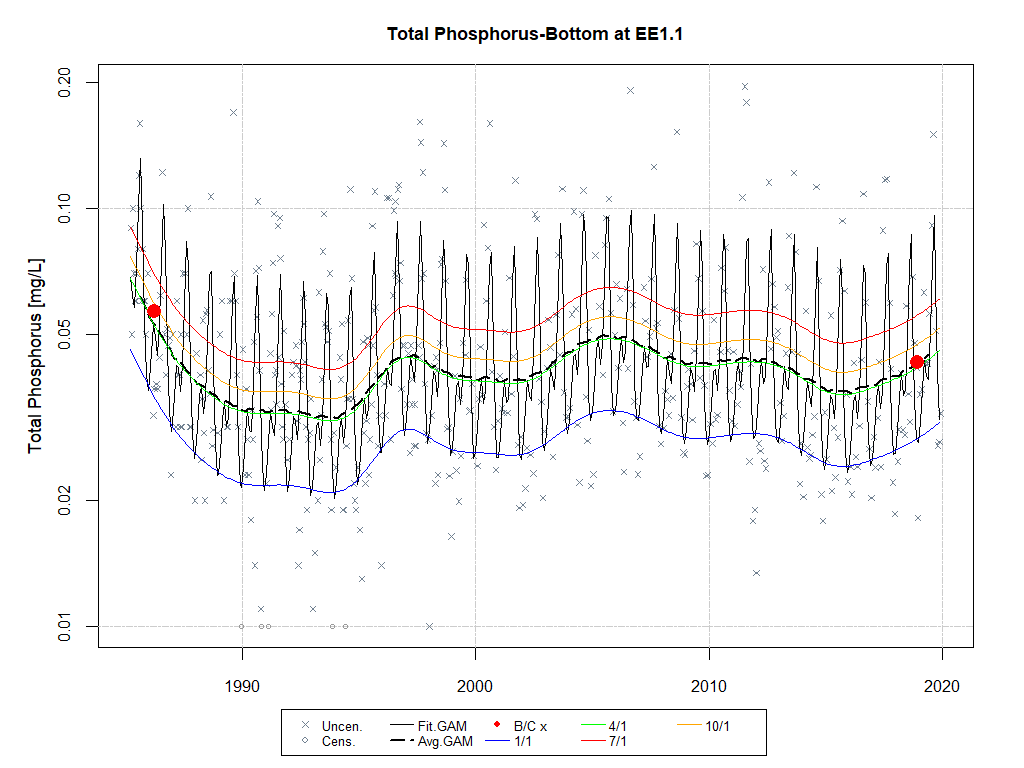 Total Phosphorus-Bottom at EE1.1
Total Phosphorus [mg/L]
0.20
0.10
0.05
0.02
0.01
1990 2000 2010 2020
Uncen. Fit.GAM B/C x 4/1 10/1
Cens. Avg.GAM 1/1 7/1